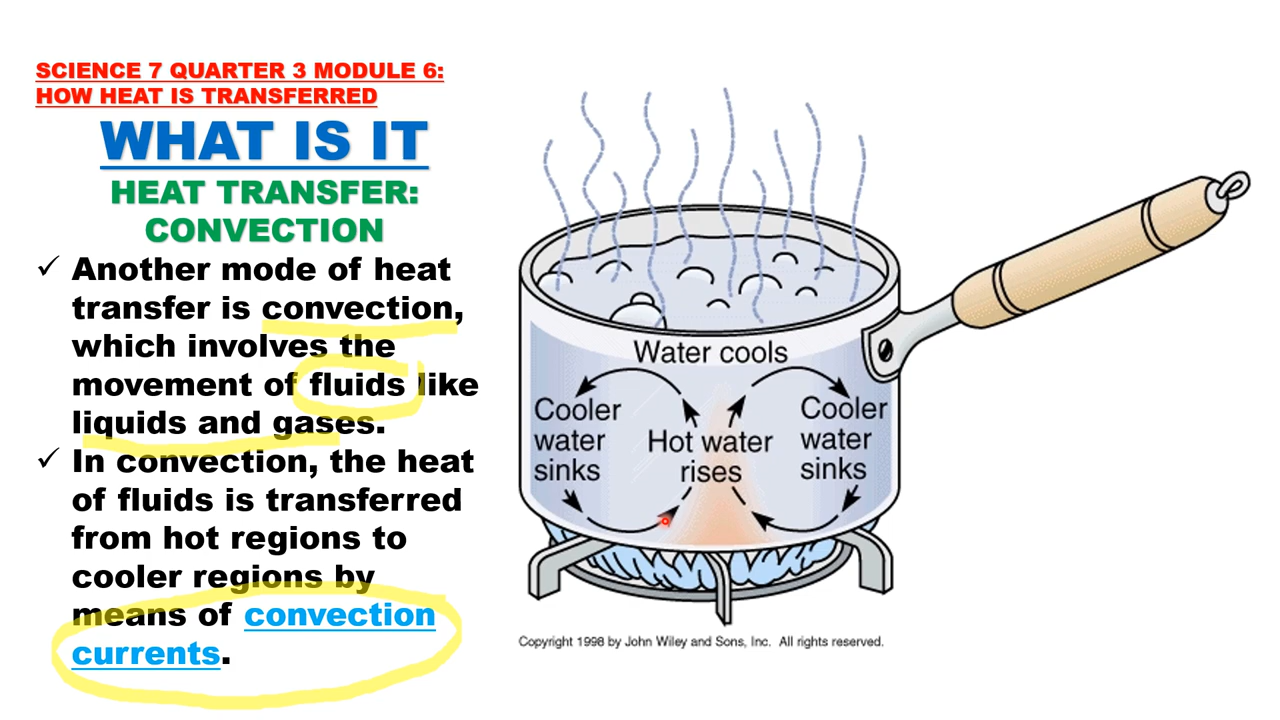 SCIENCE 7 QUARTER 3 MODULE 6:
HOW HEAT IS TRANSFERRED
WHAT IS IT
HEAT TRANSFER:
CONVECTION
✓ Another mode of heat
transfer is convection,
which involves the
movement of fluids like
liquids and gases.
✓ In convection, the heat
of fluids is transferred
from hot regions to
cooler regions by
means of convection
currents.
Water cools
Cooler
water
sinks
Hot water
rises
Cooler
water
sinks
Copyright 1998 by John Wiley and Sons, Inc. All rights reserved.